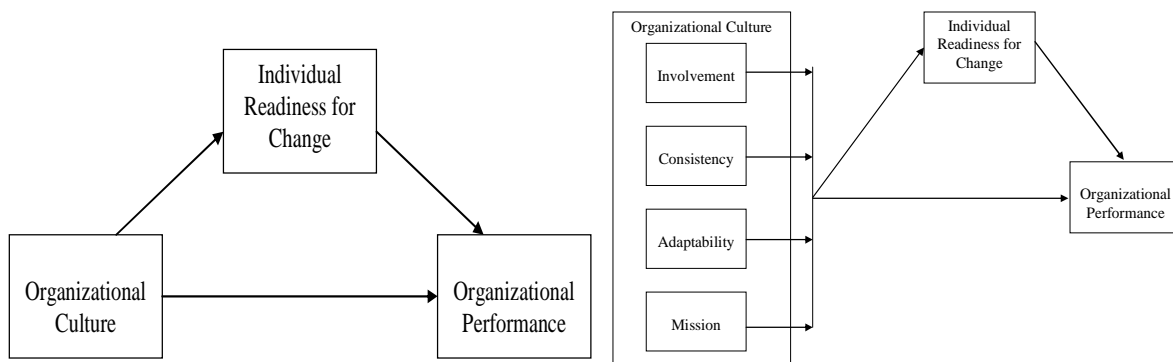 Individual
Readiness for
Change
Organizational
Culture
Organizational
Performance
Organizational Culture
Involvement
Consistency
Adaptability
Mission
Individual
Readiness for
Change
Organizational
Performance